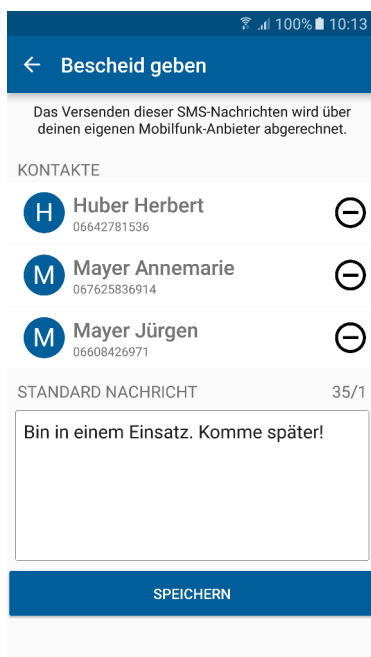 100% 10:13
Bescheid geben
Das Versenden dieser SMS-Nachrichten wird über
deinen eigenen Mobilfunk-Anbieter abgerechnet.
KONTAKTE
H Huber Herbert
06642781536
M Mayer Annemarie
067625836914
M Mayer Jürgen
06608426971
STANDARD NACHRICHT 35/1
Bin in einem Einsatz. Komme später!
SPEICHERN